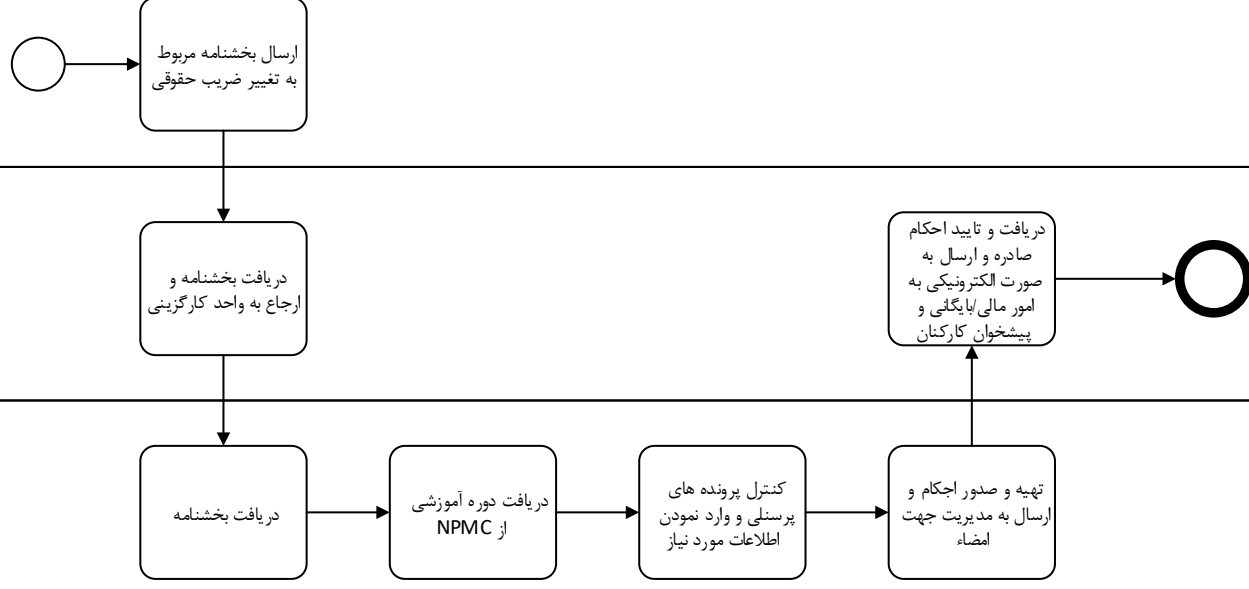 ارسال بخشنامه مربوط
به تغییر ضریب حقوقی
دریافت بخشنامه و
ارجاع به واحد کارگزینی
دریافت بخشنامه
دریافت دوره آموزشی
از NPMC
کنترل پرونده های
پرسنلی و وارد نمودن
اطلاعات مورد نیاز
تهیه و صدور اجکام و
ارسال به مدیریت جهت
امضاء
دریافت و تایید احکام
صادره و ارسال به
صورت الکترونیکی به
امور مالی/بایگانی و
پیشخوان کارکنان